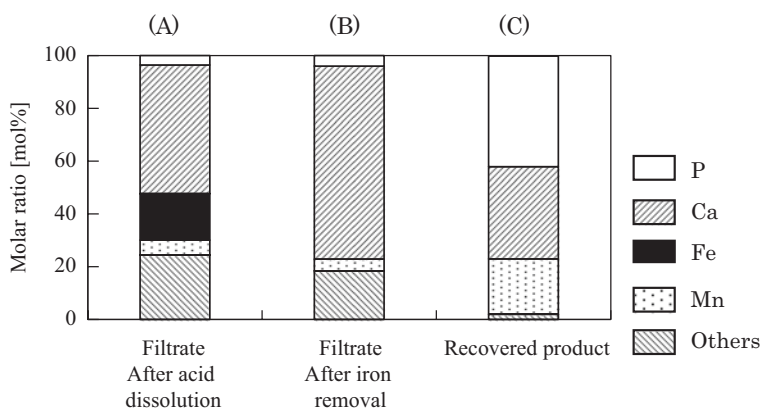 (A)
(B)
(C)
Molar ratio [mol%]
100
80
60
40
20
0
P
Ca
Fe
Mn
Others
Filtrate
After acid
dissolution
Filtrate
After iron
removal
Recovered product